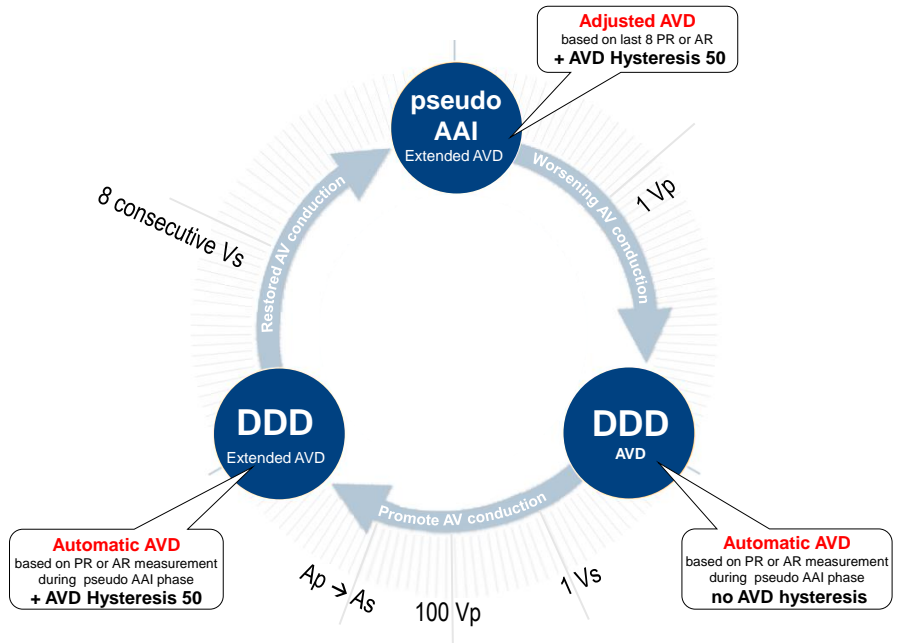 Adjusted AVD
based on last 8 PR or AR
+ AVD Hysteresis 50
pseudo
AAI
Extended AVD
Worsening AV conduction
1 Vp
8 consecutive Vs
Restored AV conduction
DDD
Extended AVD
DDD
AVD
Promote AV conduction
Ap → As
100 Vp
1 Vs
Automatic AVD
based on PR or AR measurement
during pseudo AAI phase
+ AVD Hysteresis 50
Automatic AVD
based on PR or AR measurement
during pseudo AAI phase
no AVD hysteresis